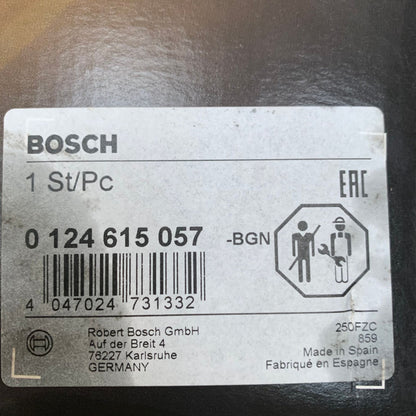 BOSCH
1 St/Pc
EAC
0 124 615 057 -BGN
4 047024 731332
Robert Bosch GmbH
Auf der Breit 4
76227 Karlsruhe
GERMANY
250FZC
859
Made in Spain
Fabriqué en Espagne